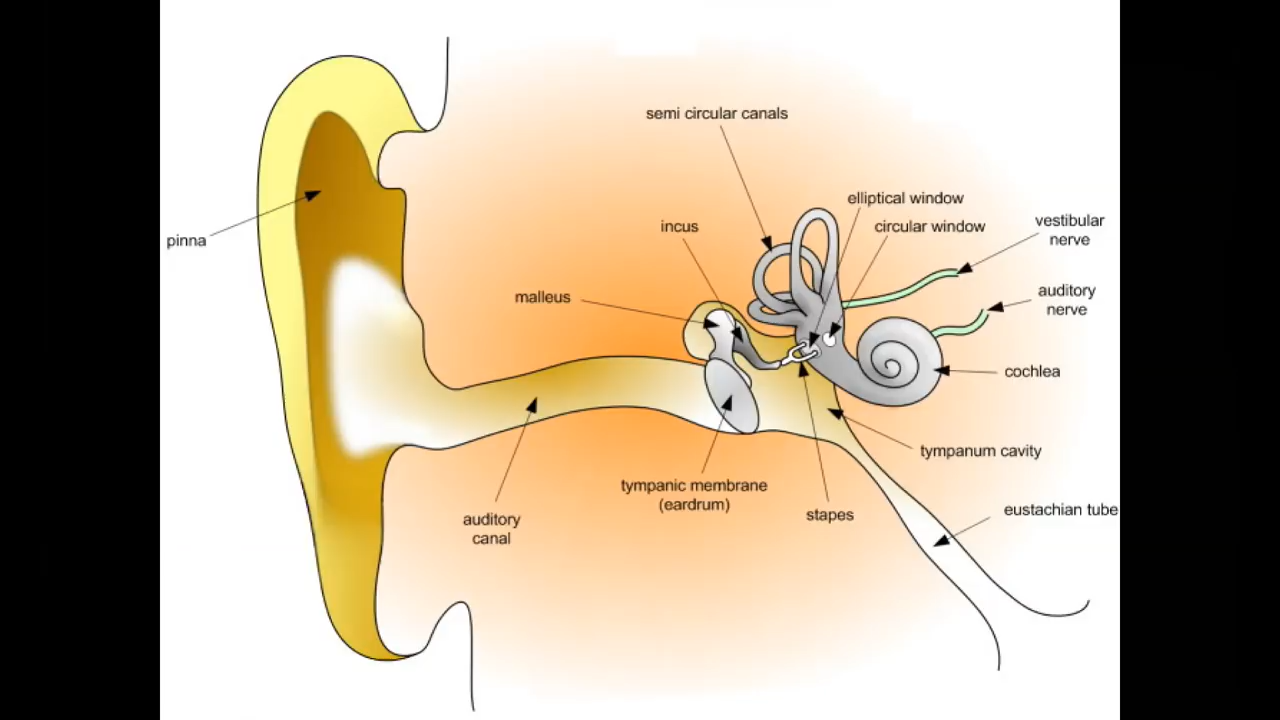 semi circular canals
elliptical window
circular window
vestibular
nerve
incus
pinna
malleus
auditory
nerve
cochlea
tympanum cavity
tympanic membrane
(eardrum)
stapes
eustachian tube
auditory
canal